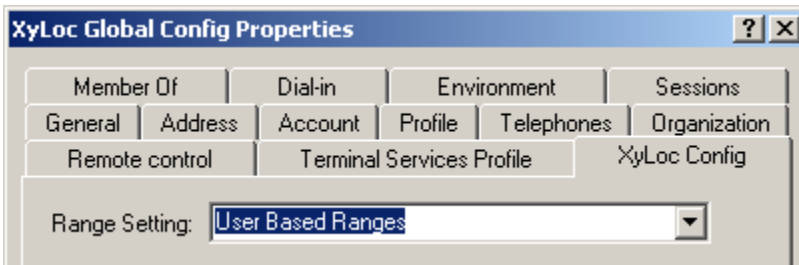 XyLoc Global Config Properties ? X
Member Of Dial-in Environment Sessions
General Address Account Profile Telephones Organization
Remote control Terminal Services Profile XyLoc Config
Range Setting: User Based Ranges